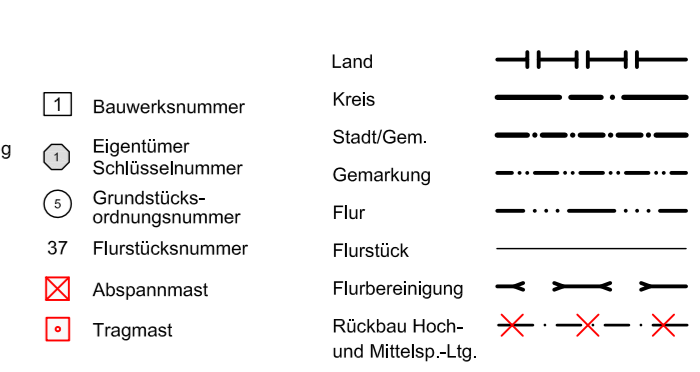 g
1 Bauwerksnummer
1 Eigentümer
Schlüsselnummer
5 Grundstücks-
ordnungsnummer
37 Flurstücksnummer
Abspannmast
Tragmast
Land
Kreis
Stadt/Gem.
Gemarkung
Flur
Flurstück
Flurbereinigung
Rückbau Hoch-
und Mittelsp.-Ltg.